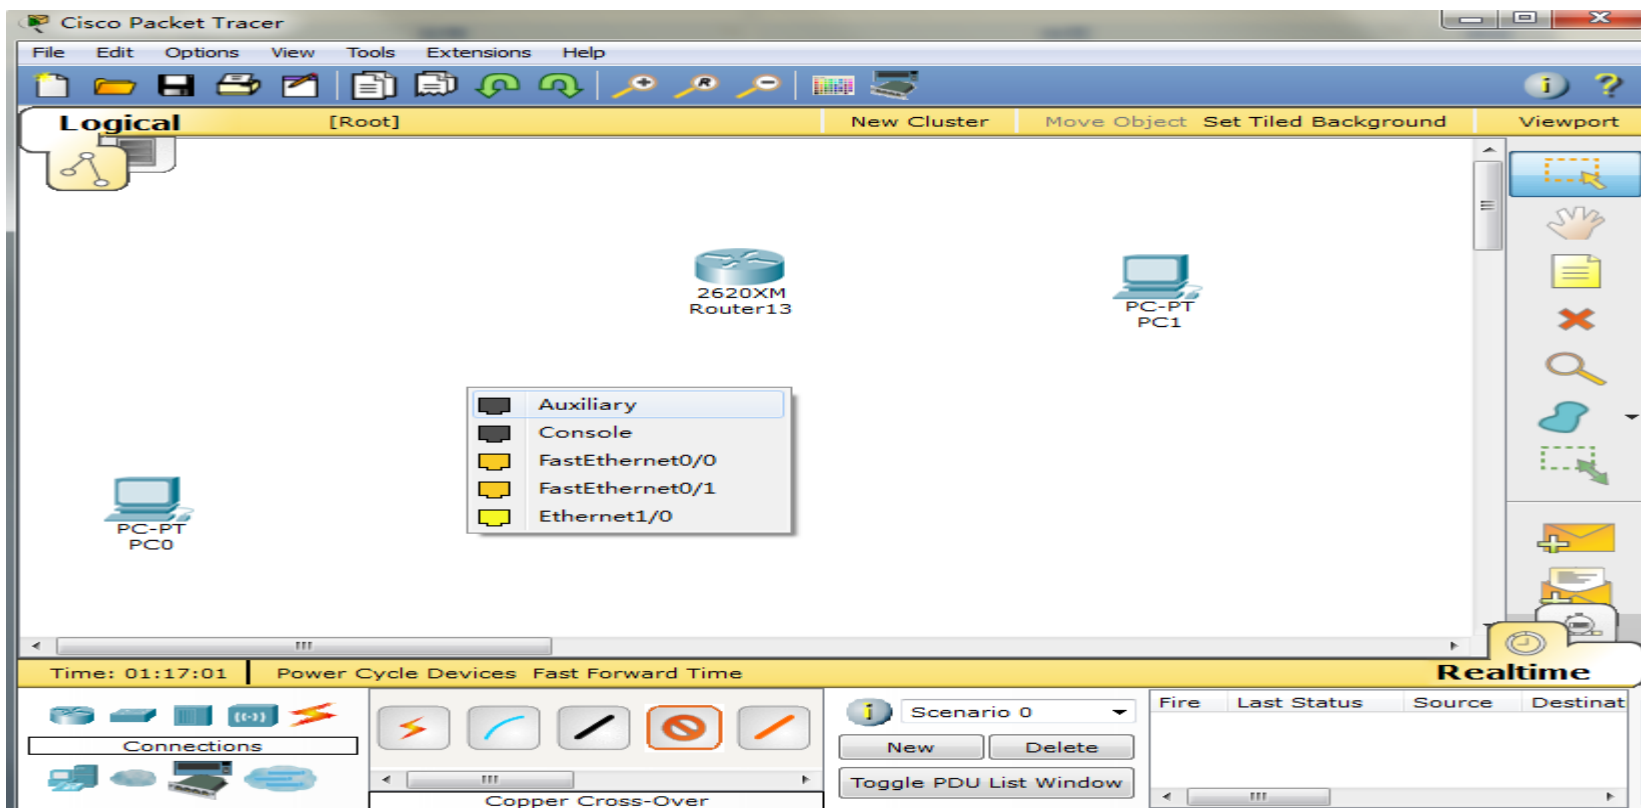 Cisco Packet Tracer
File Edit Options View Tools Extensions Help
R
i ?
Logical [Root] New Cluster Move Object Set Tiled Background Viewport
2620XM
Router13
PC-PT
PC1
Auxiliary
Console
FastEthernet0/0
FastEthernet0/1
Ethernet1/0
PC-PT
PC0
Time: 01:17:01 Power Cycle Devices Fast Forward Time Realtime
Connections
Copper Cross-Over
i Scenario 0
New Delete
Toggle PDU List Window
Fire Last Status Source Destinat